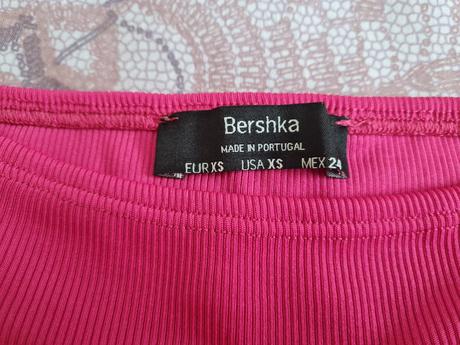 Bershka
MADE IN PORTUGAL
EUR XS USA XS MEX 24